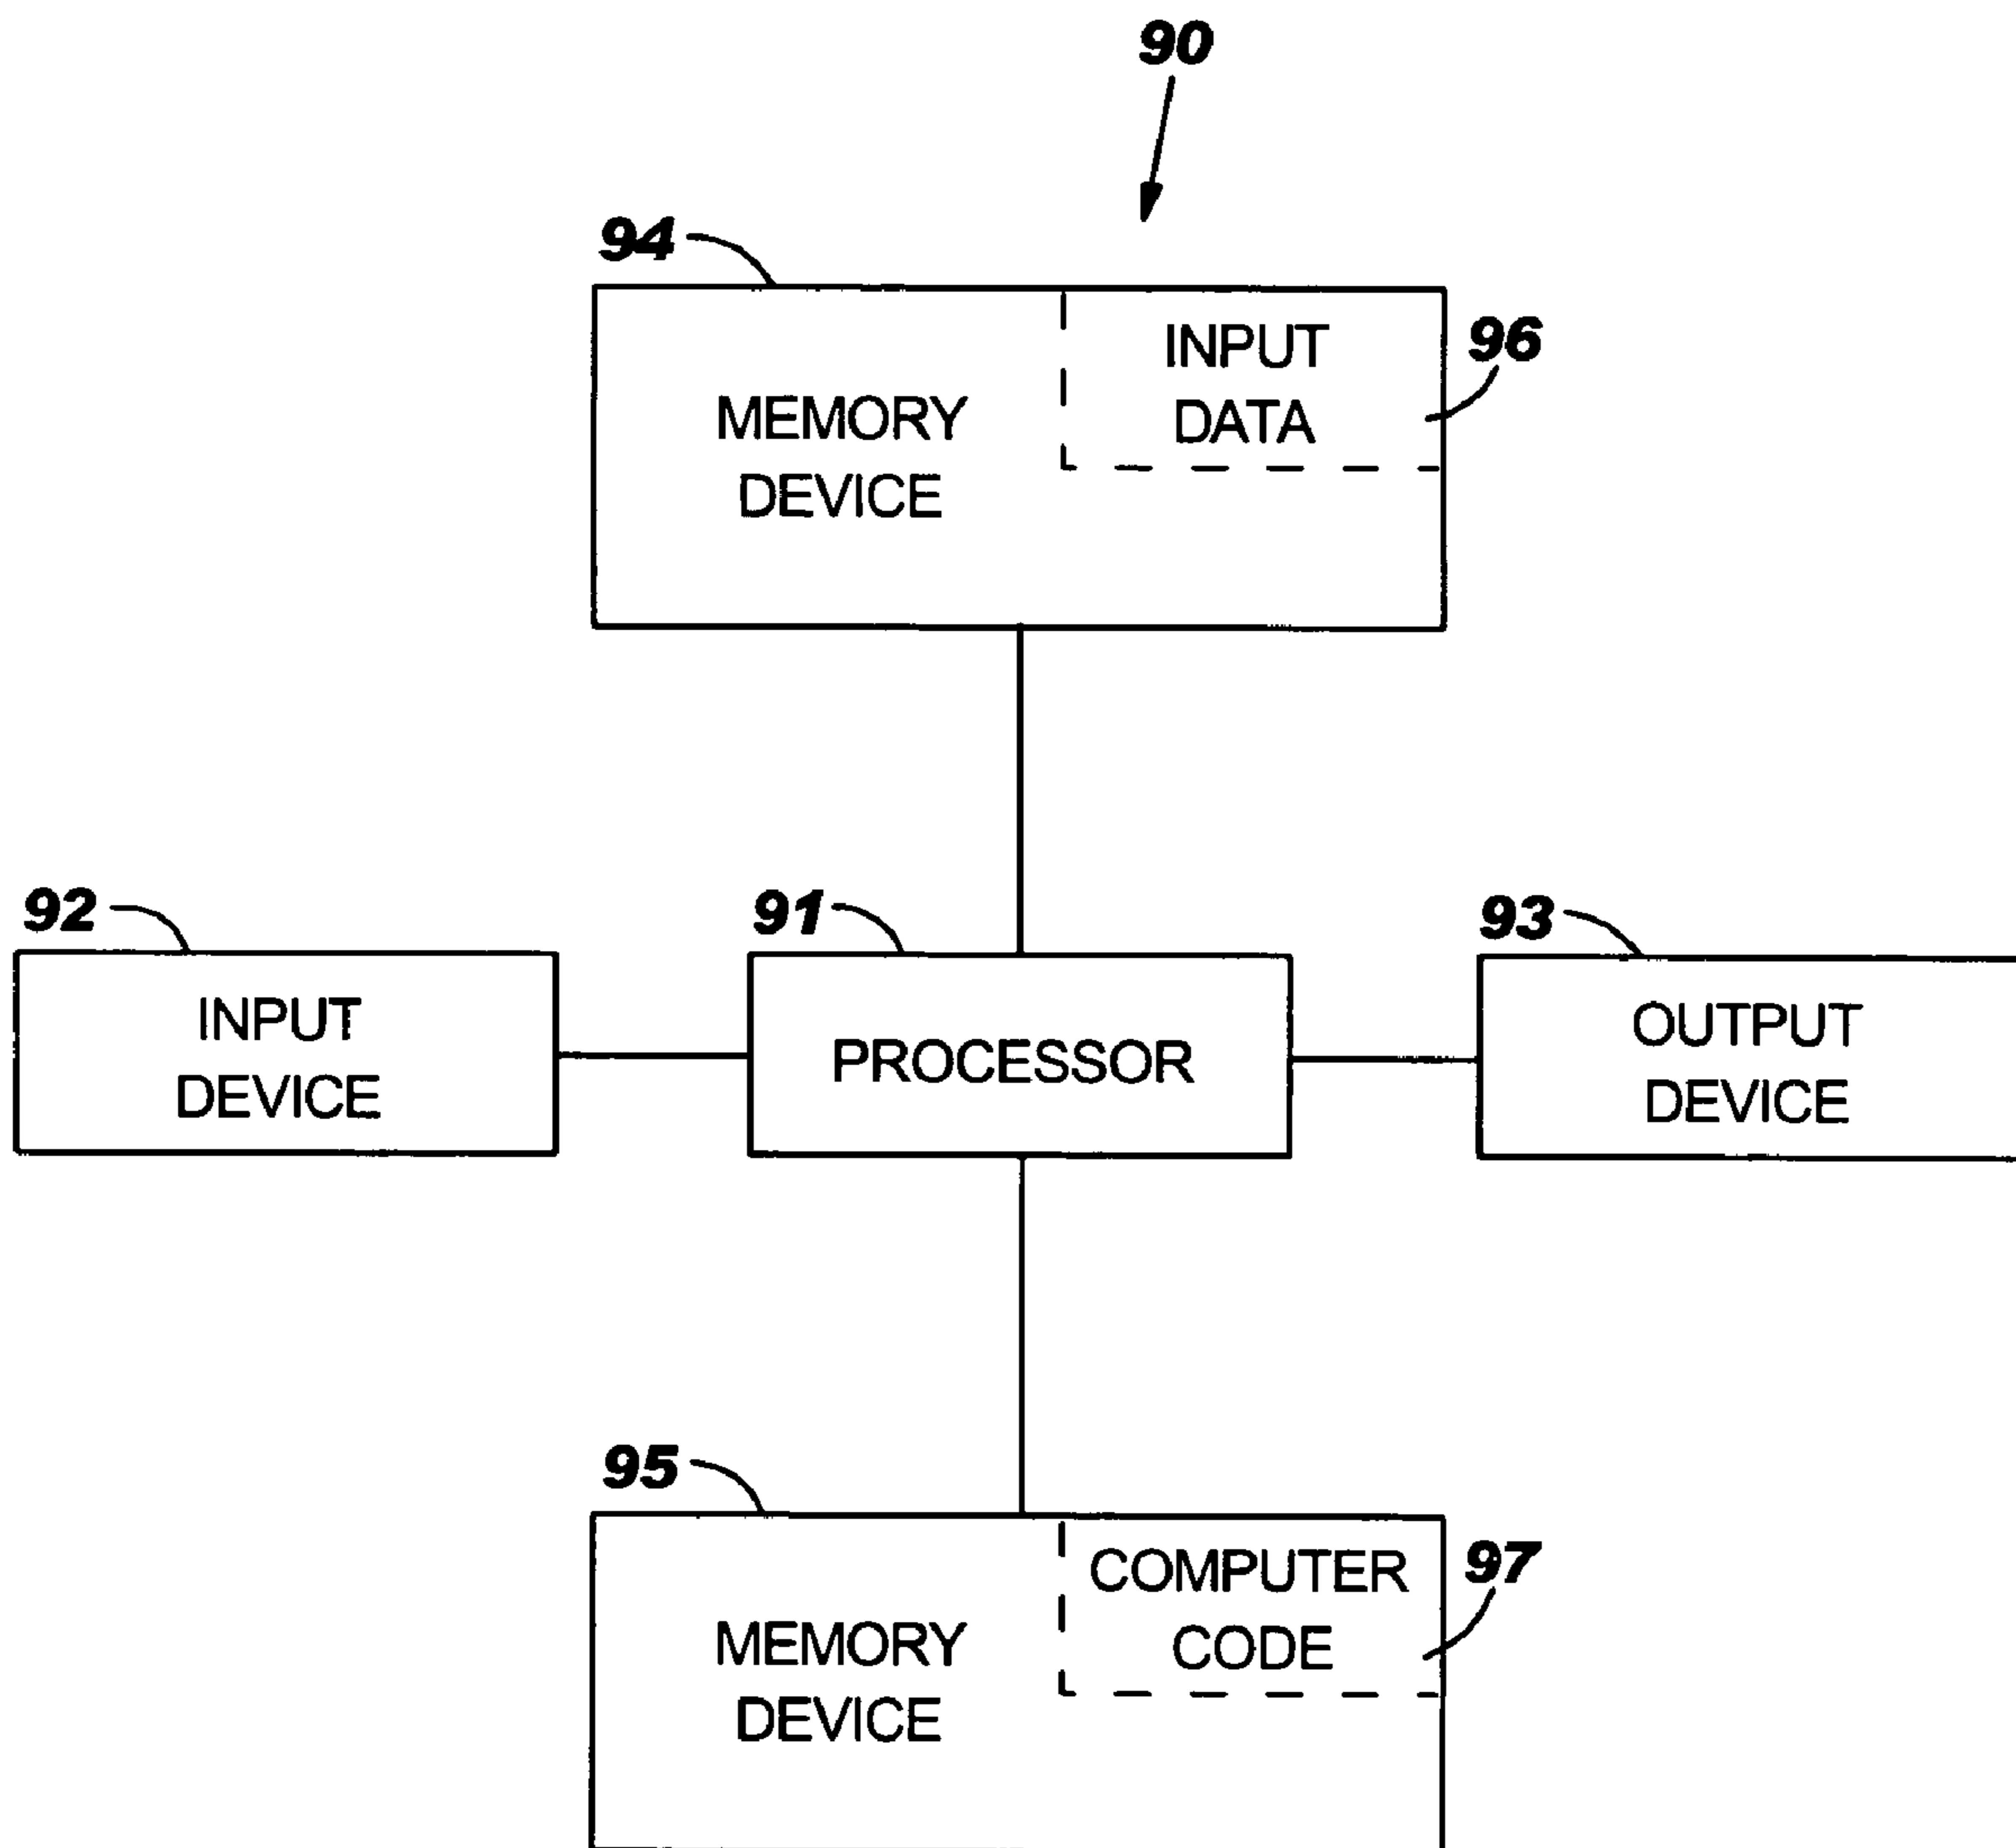 90
94
INPUT
DATA
96
MEMORY
DEVICE
92
91
93
INPUT
DEVICE
PROCESSOR
OUTPUT
DEVICE
95
COMPUTER
CODE
97
MEMORY
DEVICE